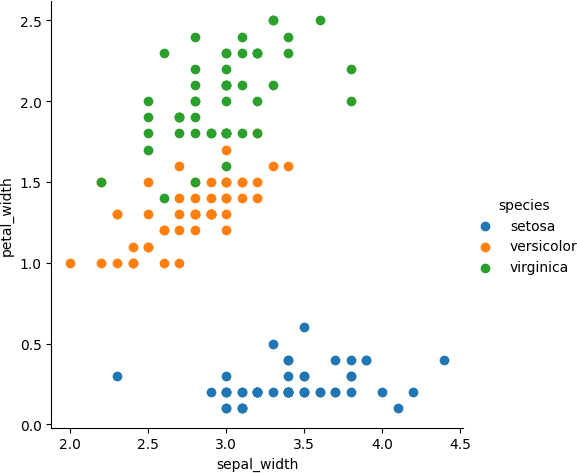 2.5
2.0
1.5
1.0
0.5
0.0
petal_width
2.0 2.5 3.0 3.5 4.0 4.5
sepal_width
species
setosa
versicolor
virginica